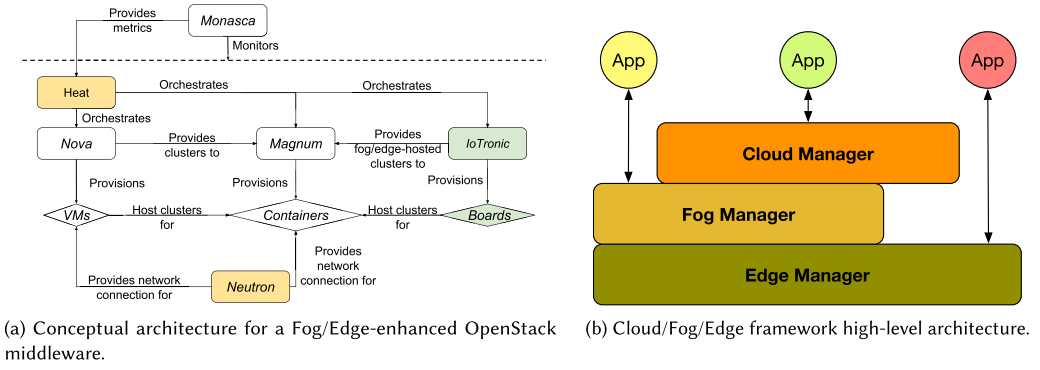 Provides
metrics
Monasca
Monitors
Heat
Orchestrates
Orchestrates
Orchestrates
Nova
Provides
clusters to
Magnum
Provides
fog/edge-hosted
clusters to
IoTronic
Provisions
Provisions
Provisions
VMs
Host clusters
for
Containers
Host clusters
for
Boards
Provides network
connection for
Neutron
Provides
network
connection for
(a) Conceptual architecture for a Fog/Edge-enhanced OpenStack
middleware.
App
App
App
Cloud Manager
Fog Manager
Edge Manager
(b) Cloud/Fog/Edge framework high-level architecture.